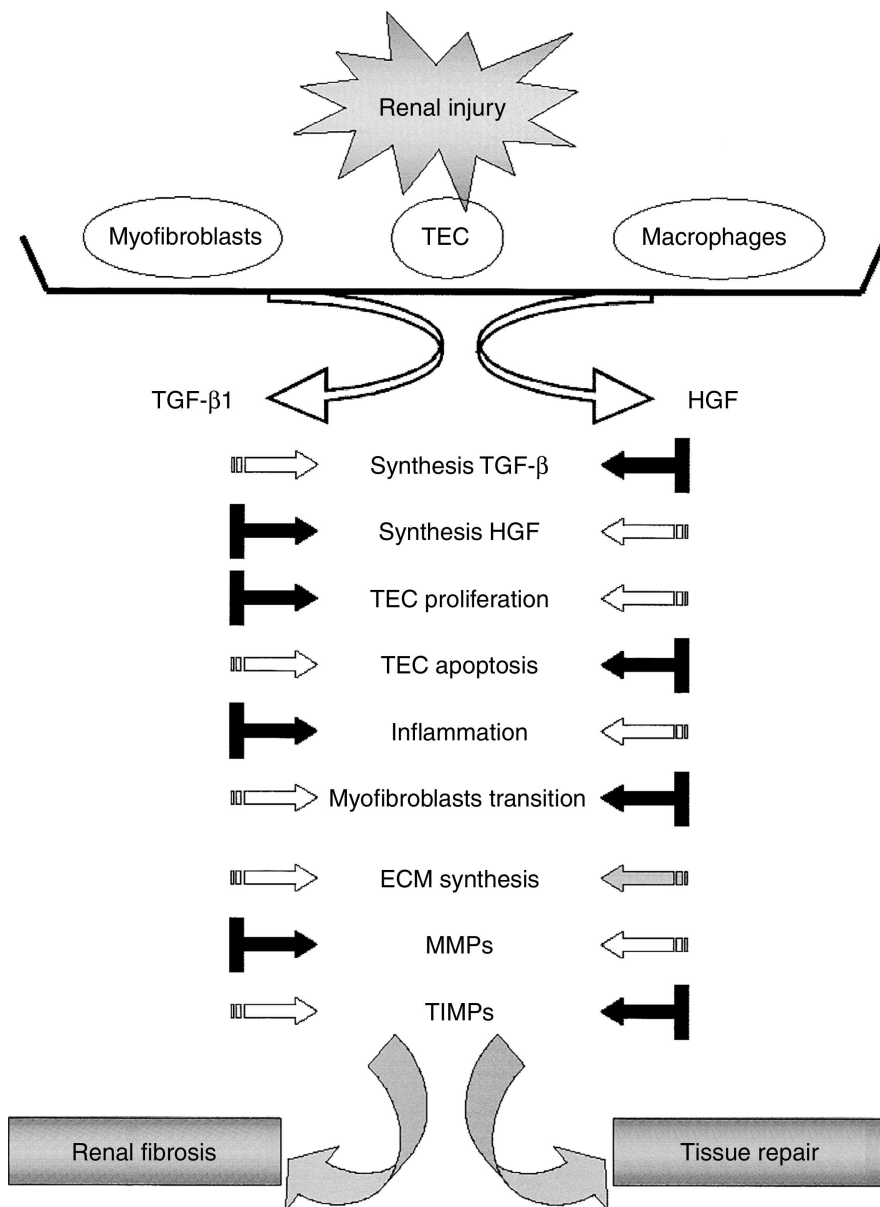 Renal injury
Myofibroblasts
TEC
Macrophages
TGF-β1
HGF
Synthesis TGF-β
Synthesis HGF
TEC proliferation
TEC apoptosis
Inflammation
Myofibroblasts transition
ECM synthesis
MMPs
TIMPs
Renal fibrosis
Tissue repair